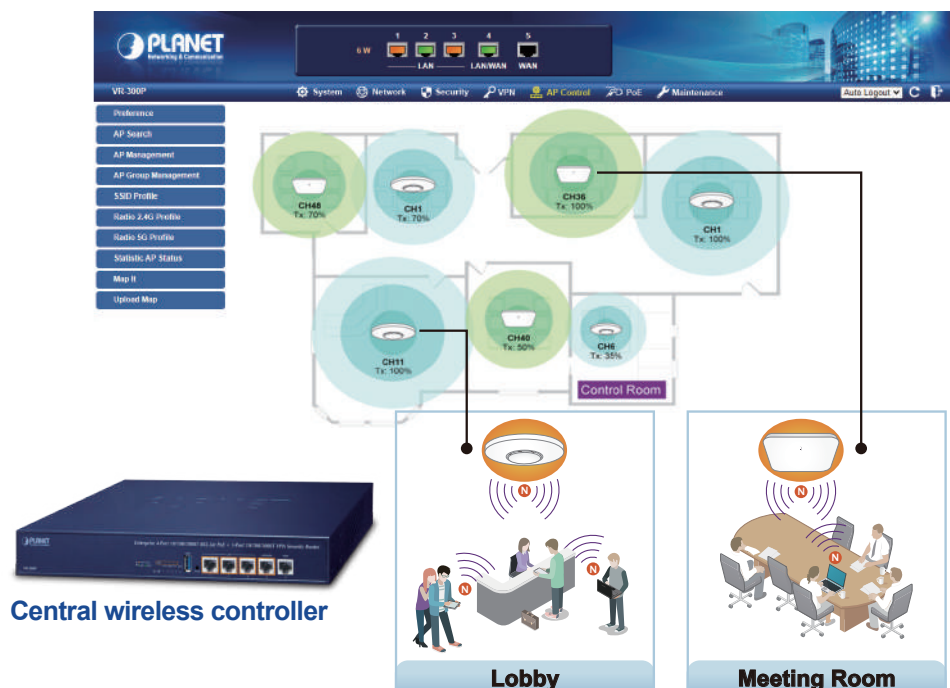 PLANET
Networking & Communication
1 2 3 4 5
6 W
LAN LAN/WAN WAN
VR-300P
System Network Security VPN AP Control PoE Maintenance
Auto Logout
Preference
AP Search
AP Management
AP Group Management
SSID Profile
Radio 2.4G Profile
Radio 5G Profile
Statistic AP Status
Map It
Upload Map
CH48
Tx: 70%
CH1
Tx: 70%
CH36
Tx: 100%
CH1
Tx: 100%
CH11
Tx: 100%
CH40
Tx: 50%
CH6
Tx: 35%
Control Room
N
N
N
N
N
PLANET
Central wireless controller
Lobby
Meeting Room